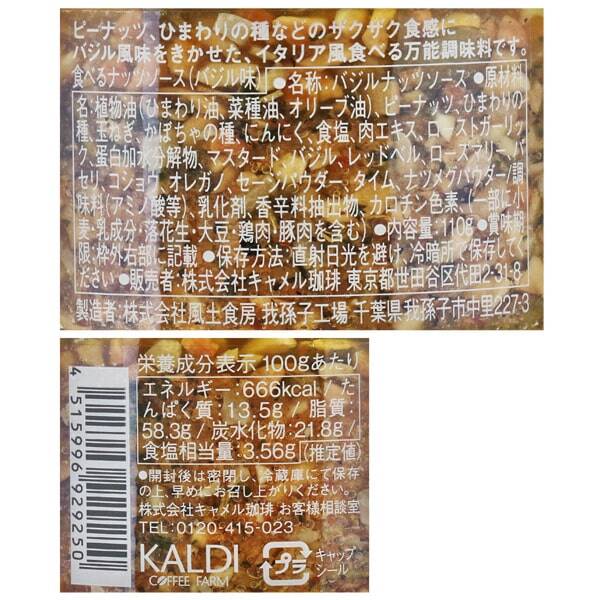 ピーナッツ、ひまわりの種などのザクザク食感に
バジル風味をきかせた、イタリア風食べる万能調味料です。
食べるナッツソース(バジル味) ●名称:バジルナッツソース ●原材料
名:植物油(ひまわり油、菜種油、オリーブ油)、ピーナッツ、ひまわりの
種、玉ねぎ、かぼちゃの種、にんにく、食塩、肉エキス、ローストガーリッ
ク、蛋白加水分解物、マスタード、バジル、レッドベル、ローズマリー、パ
セリ、コショウ、オレガノ、セージパウダー、タイム、ナツメグパウダー/調
味料(アミノ酸等)、乳化剤、香辛料抽出物、カロチン色素、(一部に小
麦・乳成分・落花生・大豆・鶏肉・豚肉を含む) ●内容量:110g ●賞味期
限:枠外右部に記載 ●保存方法:直射日光を避け、冷暗所で保存してく
ださい ●販売者:株式会社キャメル珈琲 東京都世田谷区代田2-31-8
製造者:株式会社風土食房 我孫子工場 千葉県我孫子市中里227-3
栄養成分表示 100gあたり
エネルギー:666kcal/た
んぱく質:13.5g/脂質:
58.3g/炭水化物:21.8g/
食塩相当量:3.56g (推定値)
●開封後は密閉し、冷蔵庫にて保存
の上、早めにお召し上がりください。
株式会社キャメル珈琲 お客様相談室
TEL:0120-415-023
KALDI
COFFEE FARM
プラ
キャップ
シール
4515996929250